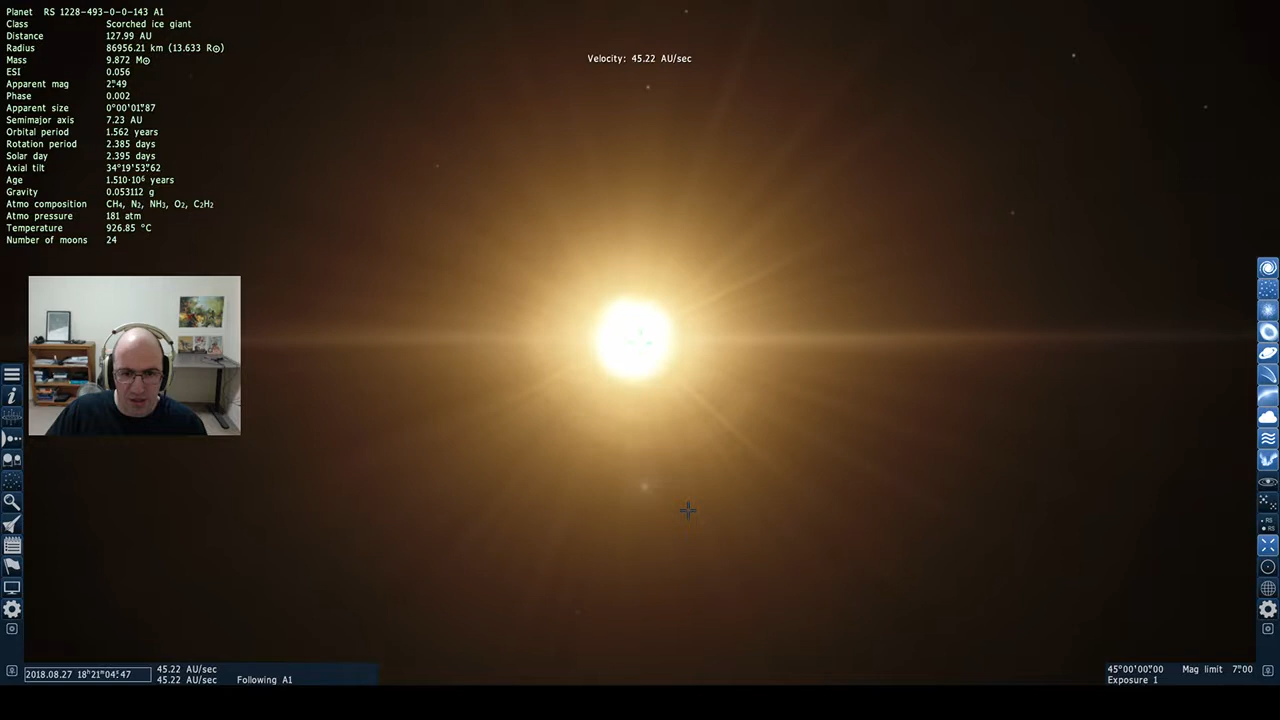 Planet RS 1228-493-0-0-143 A1
Class Scorched ice giant
Distance 127.99 AU
Radius 86956.21 km (13.633 R⊙)
Mass 9.872 M⊙
ESI 0.056
Apparent mag 2ᵐ49
Phase 0.002
Apparent size 0°00'01."87
Semimajor axis 7.23 AU
Orbital period 1.562 years
Rotation period 2.385 days
Solar day 2.395 days
Axial tilt 34°19'53."62
Age 1.510·10⁶ years
Gravity 0.053112 g
Atmo composition CH₄, N₂, NH₃, O₂, C₂H₂
Atmo pressure 181 atm
Temperature 926.85 °C
Number of moons 24
Velocity: 45.22 AU/sec
RS
RS
2018.08.27 18ʰ21ᵐ04ˢ47
45.22 AU/sec
45.22 AU/sec
Following A1
45°00'00."00
Mag limit 7ᵐ00
Exposure 1